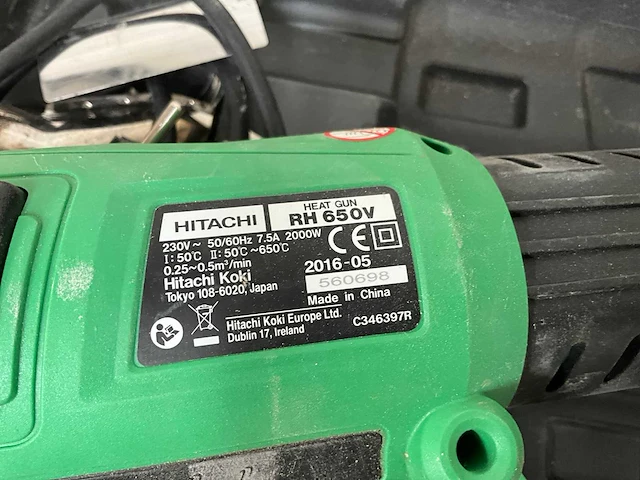 HITACHI
HEAT GUN
RH 650V
230V~ 50/60Hz 7.5A 2000W
I:50℃ II:50℃~650℃
0.25~0.5m³/min
Hitachi Koki
Tokyo 108-6020, Japan
CE
2016-05
560698
Made in China
Hitachi Koki Europe Ltd.
Dublin 17, Ireland
C346397R